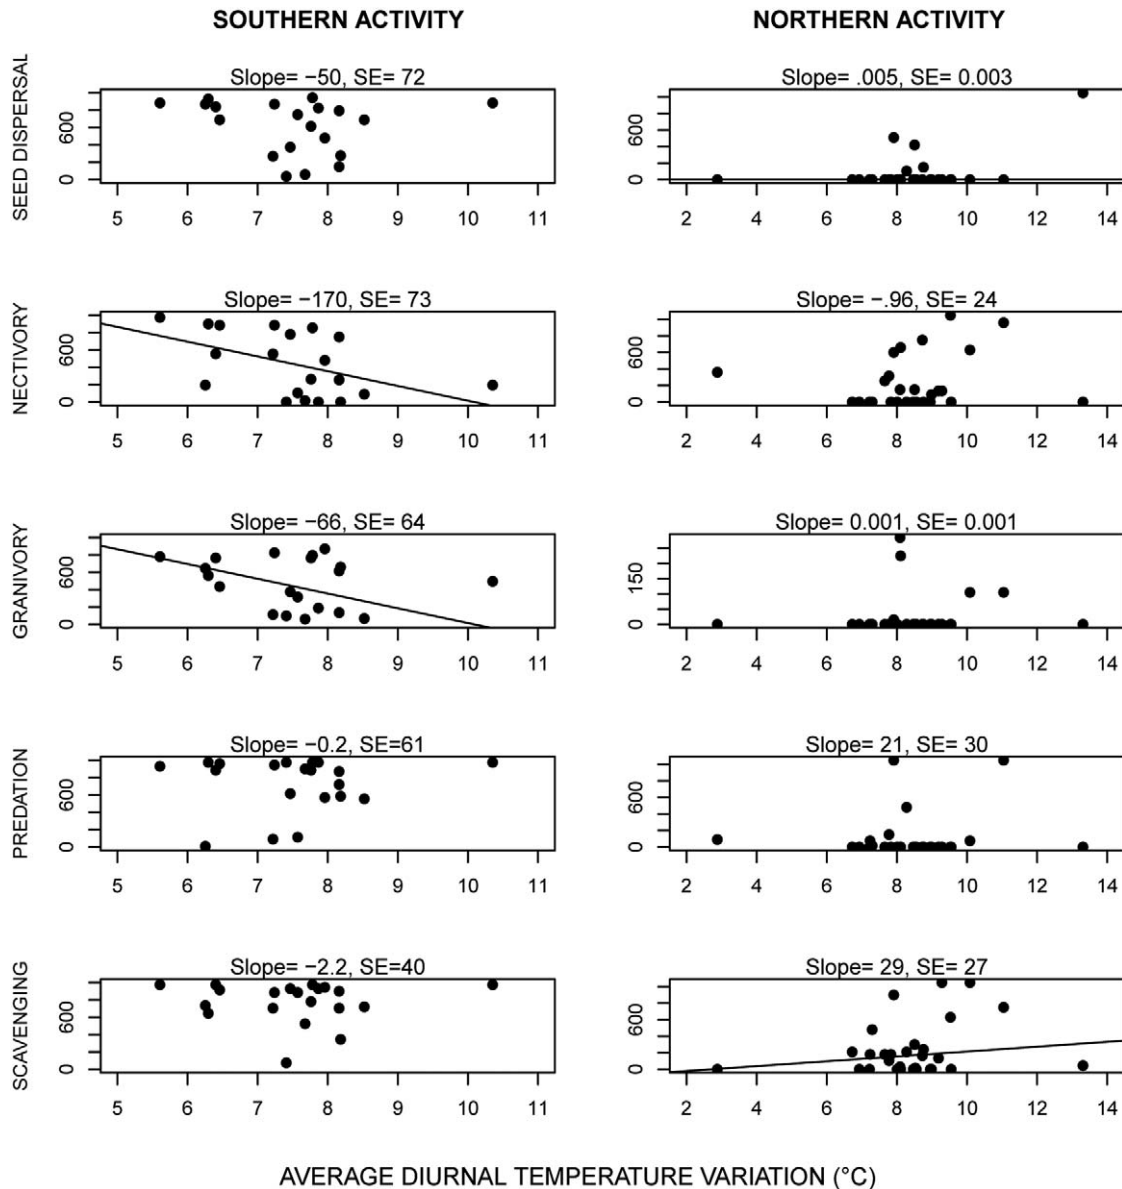 SOUTHERN ACTIVITY
NORTHERN ACTIVITY
SEED DISPERSAL
Slope= −50, SE= 72
600
0
5 6 7 8 9 10 11
Slope= .005, SE= 0.003
600
0
2 4 6 8 10 12 14
NECTIVORY
Slope= −170, SE= 73
600
0
5 6 7 8 9 10 11
Slope= −.96, SE= 24
600
0
2 4 6 8 10 12 14
GRANIVORY
Slope= −66, SE= 64
600
0
5 6 7 8 9 10 11
Slope= 0.001, SE= 0.001
150
0
2 4 6 8 10 12 14
PREDATION
Slope= −0.2, SE=61
600
0
5 6 7 8 9 10 11
Slope= 21, SE= 30
600
0
2 4 6 8 10 12 14
SCAVENGING
Slope= −2.2, SE=40
600
0
5 6 7 8 9 10 11
Slope= 29, SE= 27
600
0
2 4 6 8 10 12 14
AVERAGE DIURNAL TEMPERATURE VARIATION (°C)